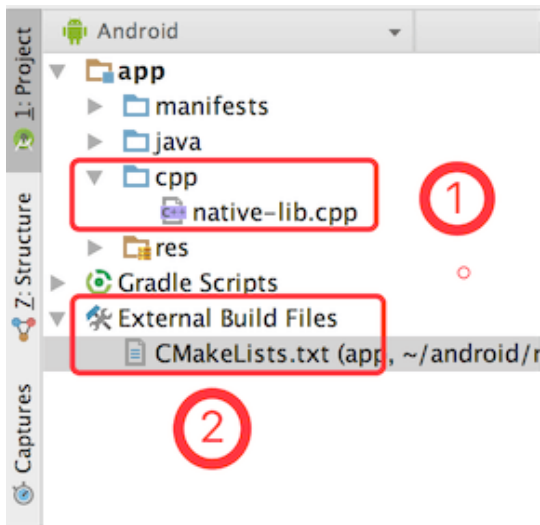 Android
1: Project
app
manifests
java
cpp
1
C++
native-lib.cpp
res
7: Structure
Gradle Scripts
External Build Files
CMakeLists.txt (app, ~/android/r
2
Captures